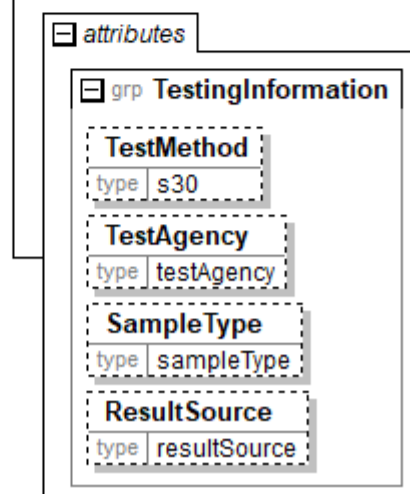 attributes
grp TestingInformation
TestMethod
type s30
TestAgency
type testAgency
SampleType
type sampleType
ResultSource
type resultSource